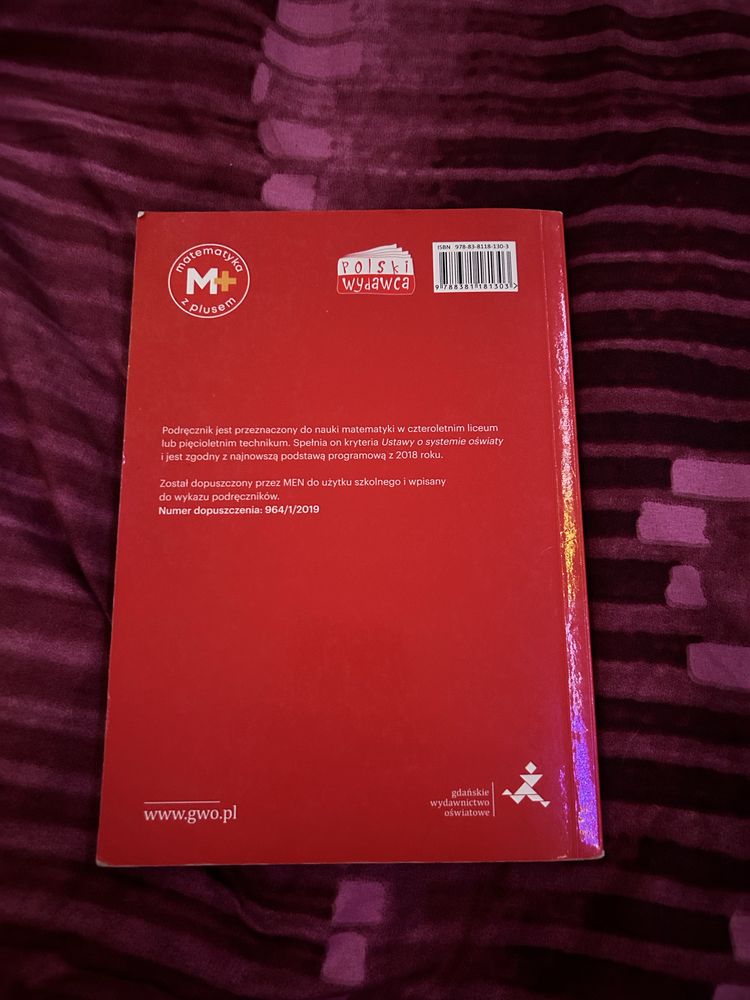 matematyka
M+
z plusem
Polski
wydawca
ISBN 978-83-8118-130-3
9 788381 181303 >
Podręcznik jest przeznaczony do nauki matematyki w czteroletnim liceum
lub pięcioletnim technikum. Spełnia on kryteria Ustawy o systemie oświaty
i jest zgodny z najnowszą podstawą programową z 2018 roku.
Został dopuszczony przez MEN do użytku szkolnego i wpisany
do wykazu podręczników.
Numer dopuszczenia: 964/1/2019
www.gwo.pl
gdańskie
wydawnictwo
oświatowe